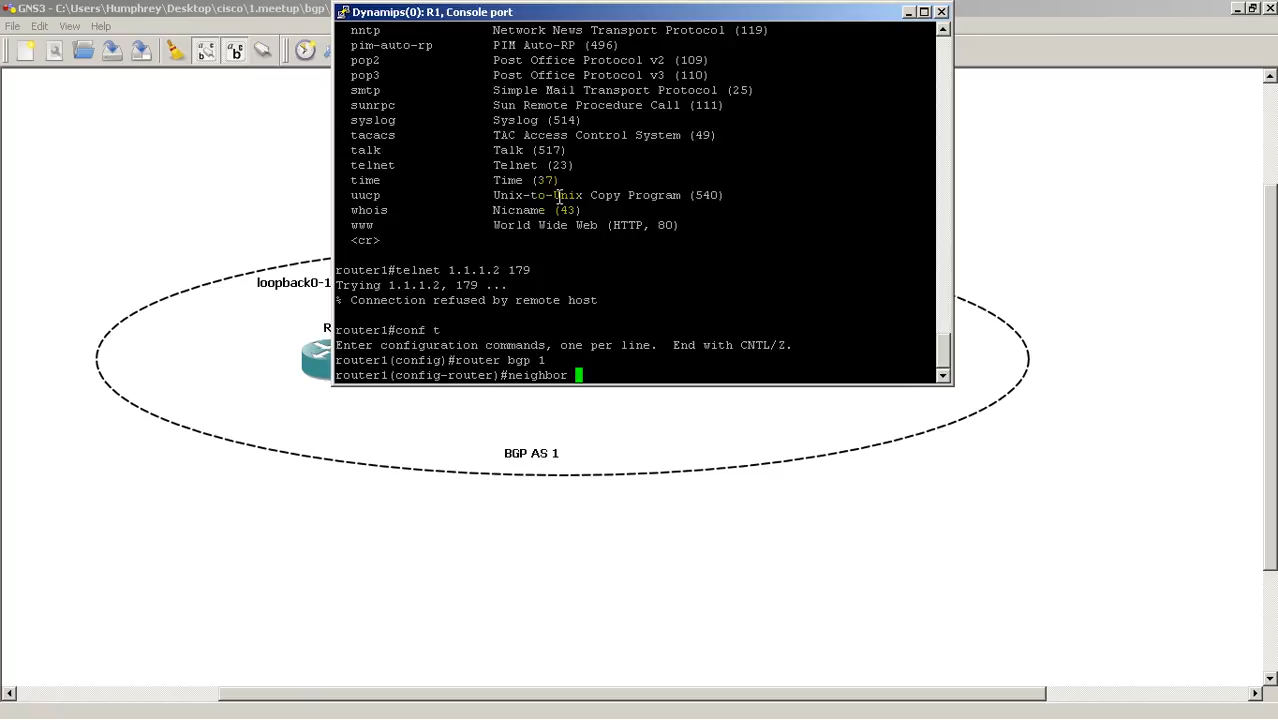 GNS3 - C:\Users\Humphrey\Desktop\cisco\1.meetup\bgp\
File Edit View
Dynamips(0): R1, Console port
nntp Network News Transport Protocol (119)
pim-auto-rp PIM Auto-RP (496)
pop2 Post Office Protocol v2 (109)
pop3 Post Office Protocol v3 (110)
smtp Simple Mail Transport Protocol (25)
sunrpc Sun Remote Procedure Call (111)
syslog Syslog (514)
tacacs TAC Access Control System (49)
talk Talk (517)
telnet Telnet (23)
time Time (37)
uucp Unix-to-Unix Copy Program (540)
whois Nicname (43)
www World Wide Web (HTTP, 80)
<cr>
router1#telnet 1.1.1.2 179
Trying 1.1.1.2, 179 ...
% Connection refused by remote host
router1#conf t
Enter configuration commands, one per line. End with CNTL/Z.
router1(config)#router bgp 1
router1(config-router)#neighbor
loopback0-1
R
BGP AS 1